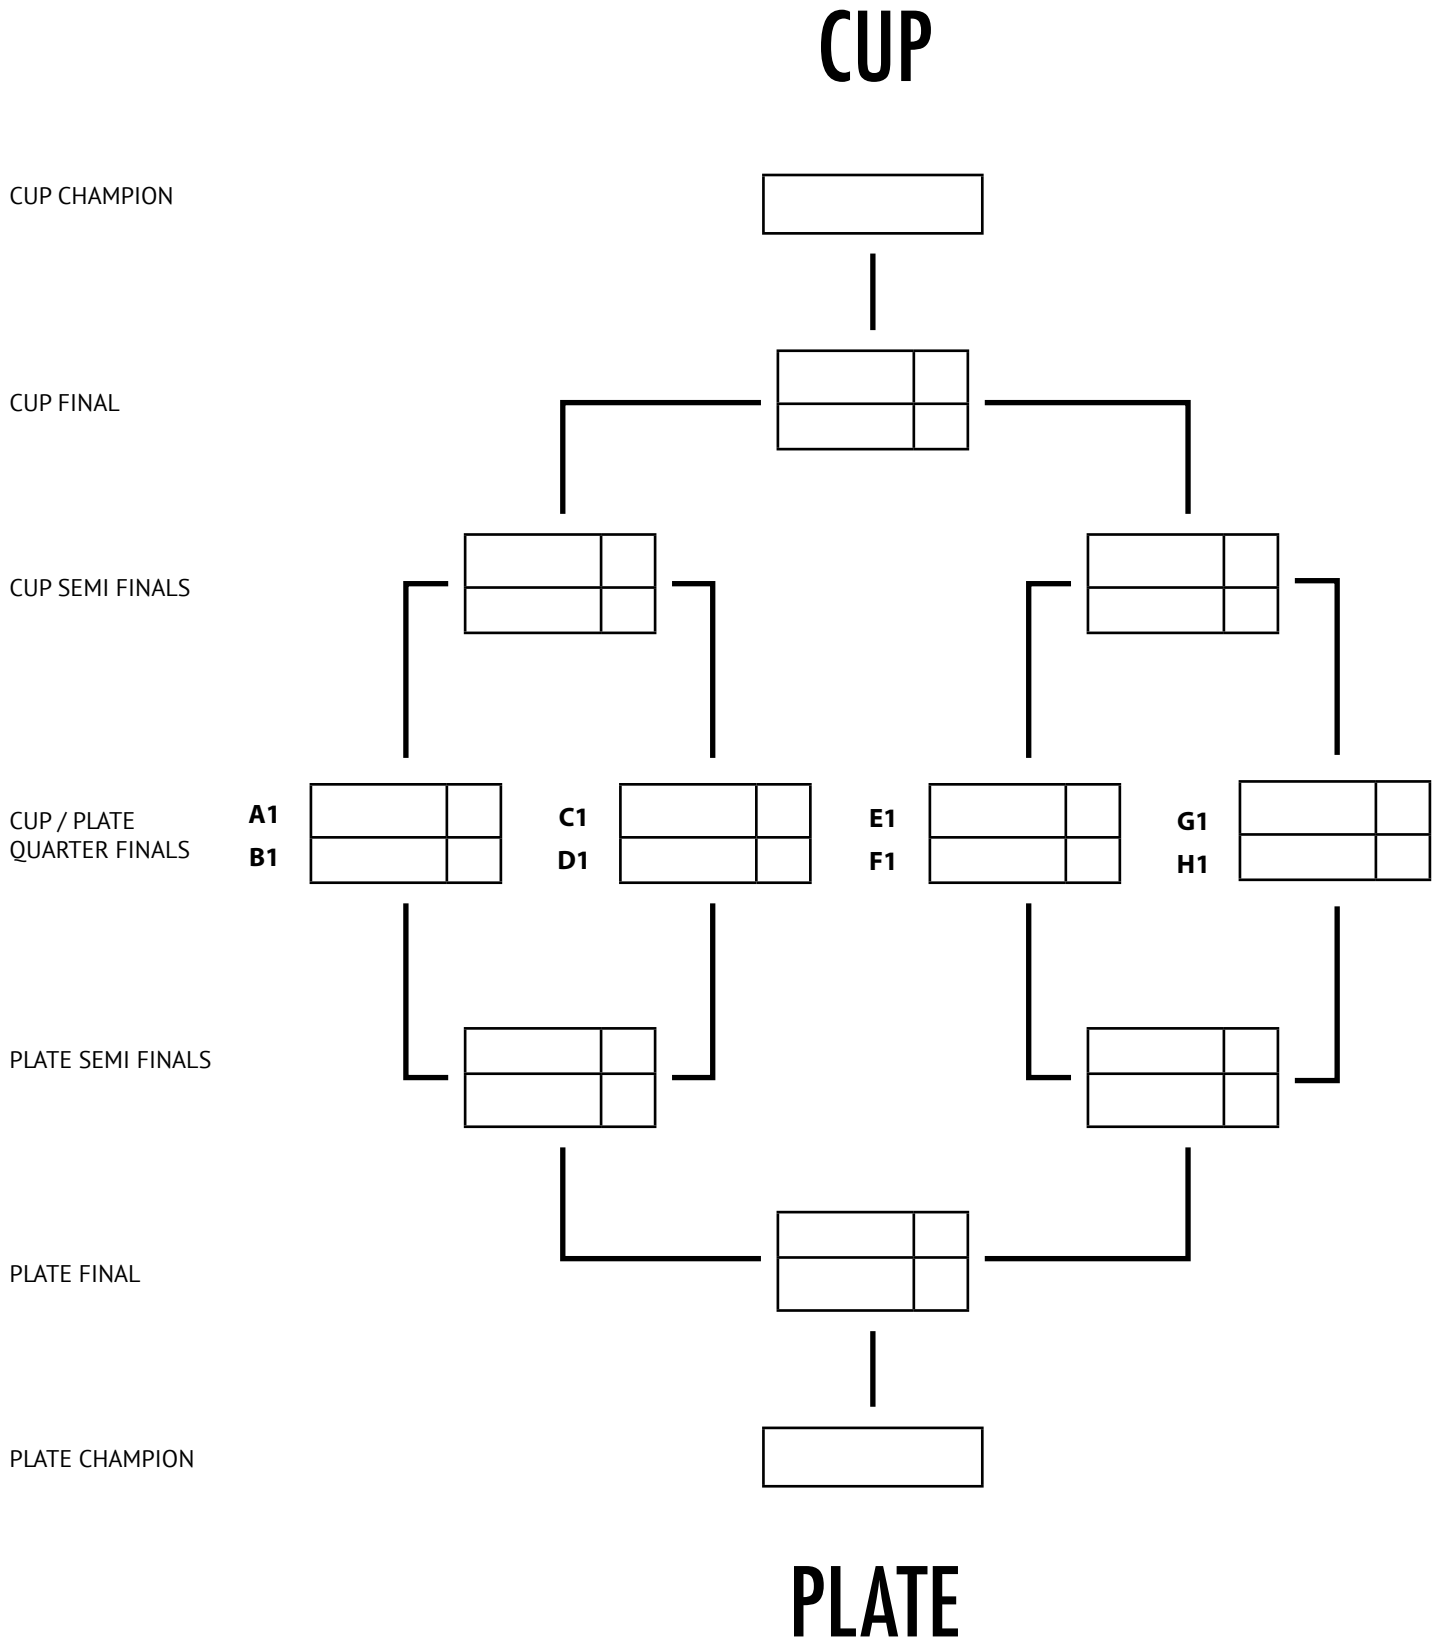 CUP
CUP CHAMPION
CUP FINAL
CUP SEMI FINALS
CUP / PLATE
QUARTER FINALS
A1
B1
C1
D1
E1
F1
G1
H1
PLATE SEMI FINALS
PLATE FINAL
PLATE CHAMPION
PLATE